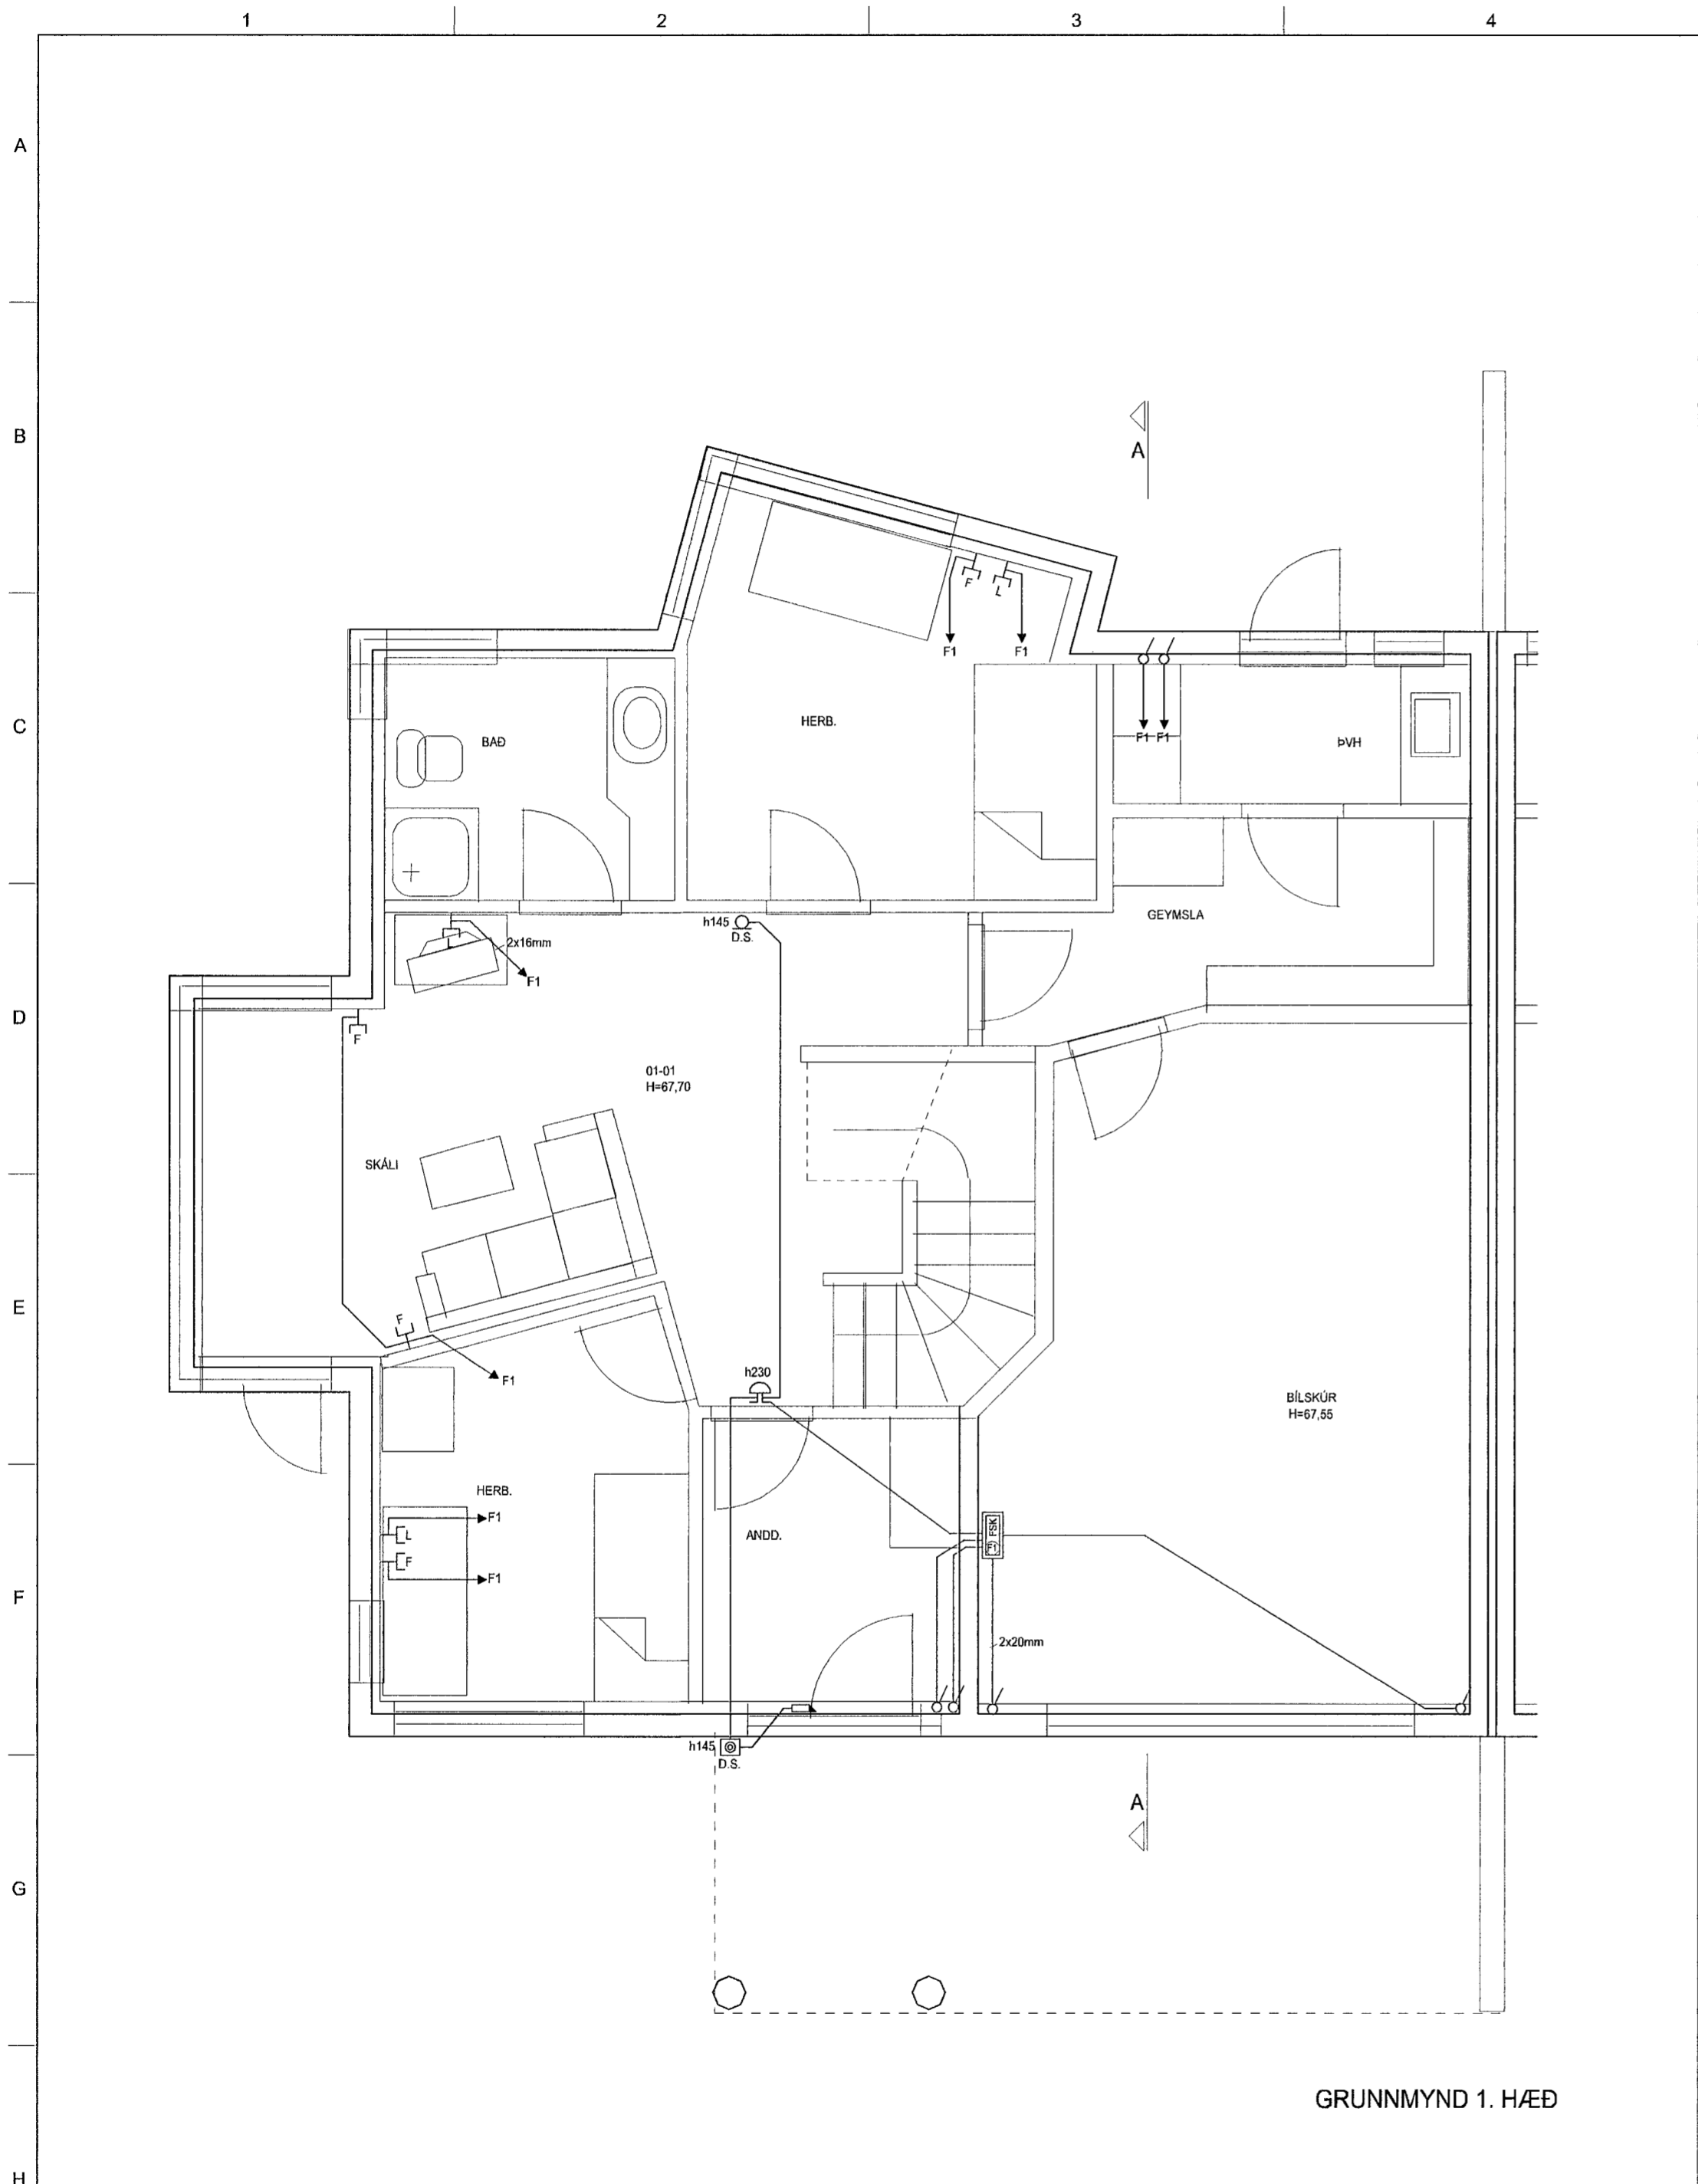 1 2 3 4
A
B
C
D
E
F
G
H
A
F L
F1 F1
HERB.
BAÐ
F1 F1
ÞVH
GEYMSLA
h145
D.S.
L
2x16mm
F1
F
01-01
H=67,70
SKÁLI
F
F1
h230
BÍLSKÚR
H=67,55
HERB.
F1
L
F
F1
ANDD.
FSK
F1
2x20mm
h145
D.S.
A
GRUNNMYND 1. HÆÐ